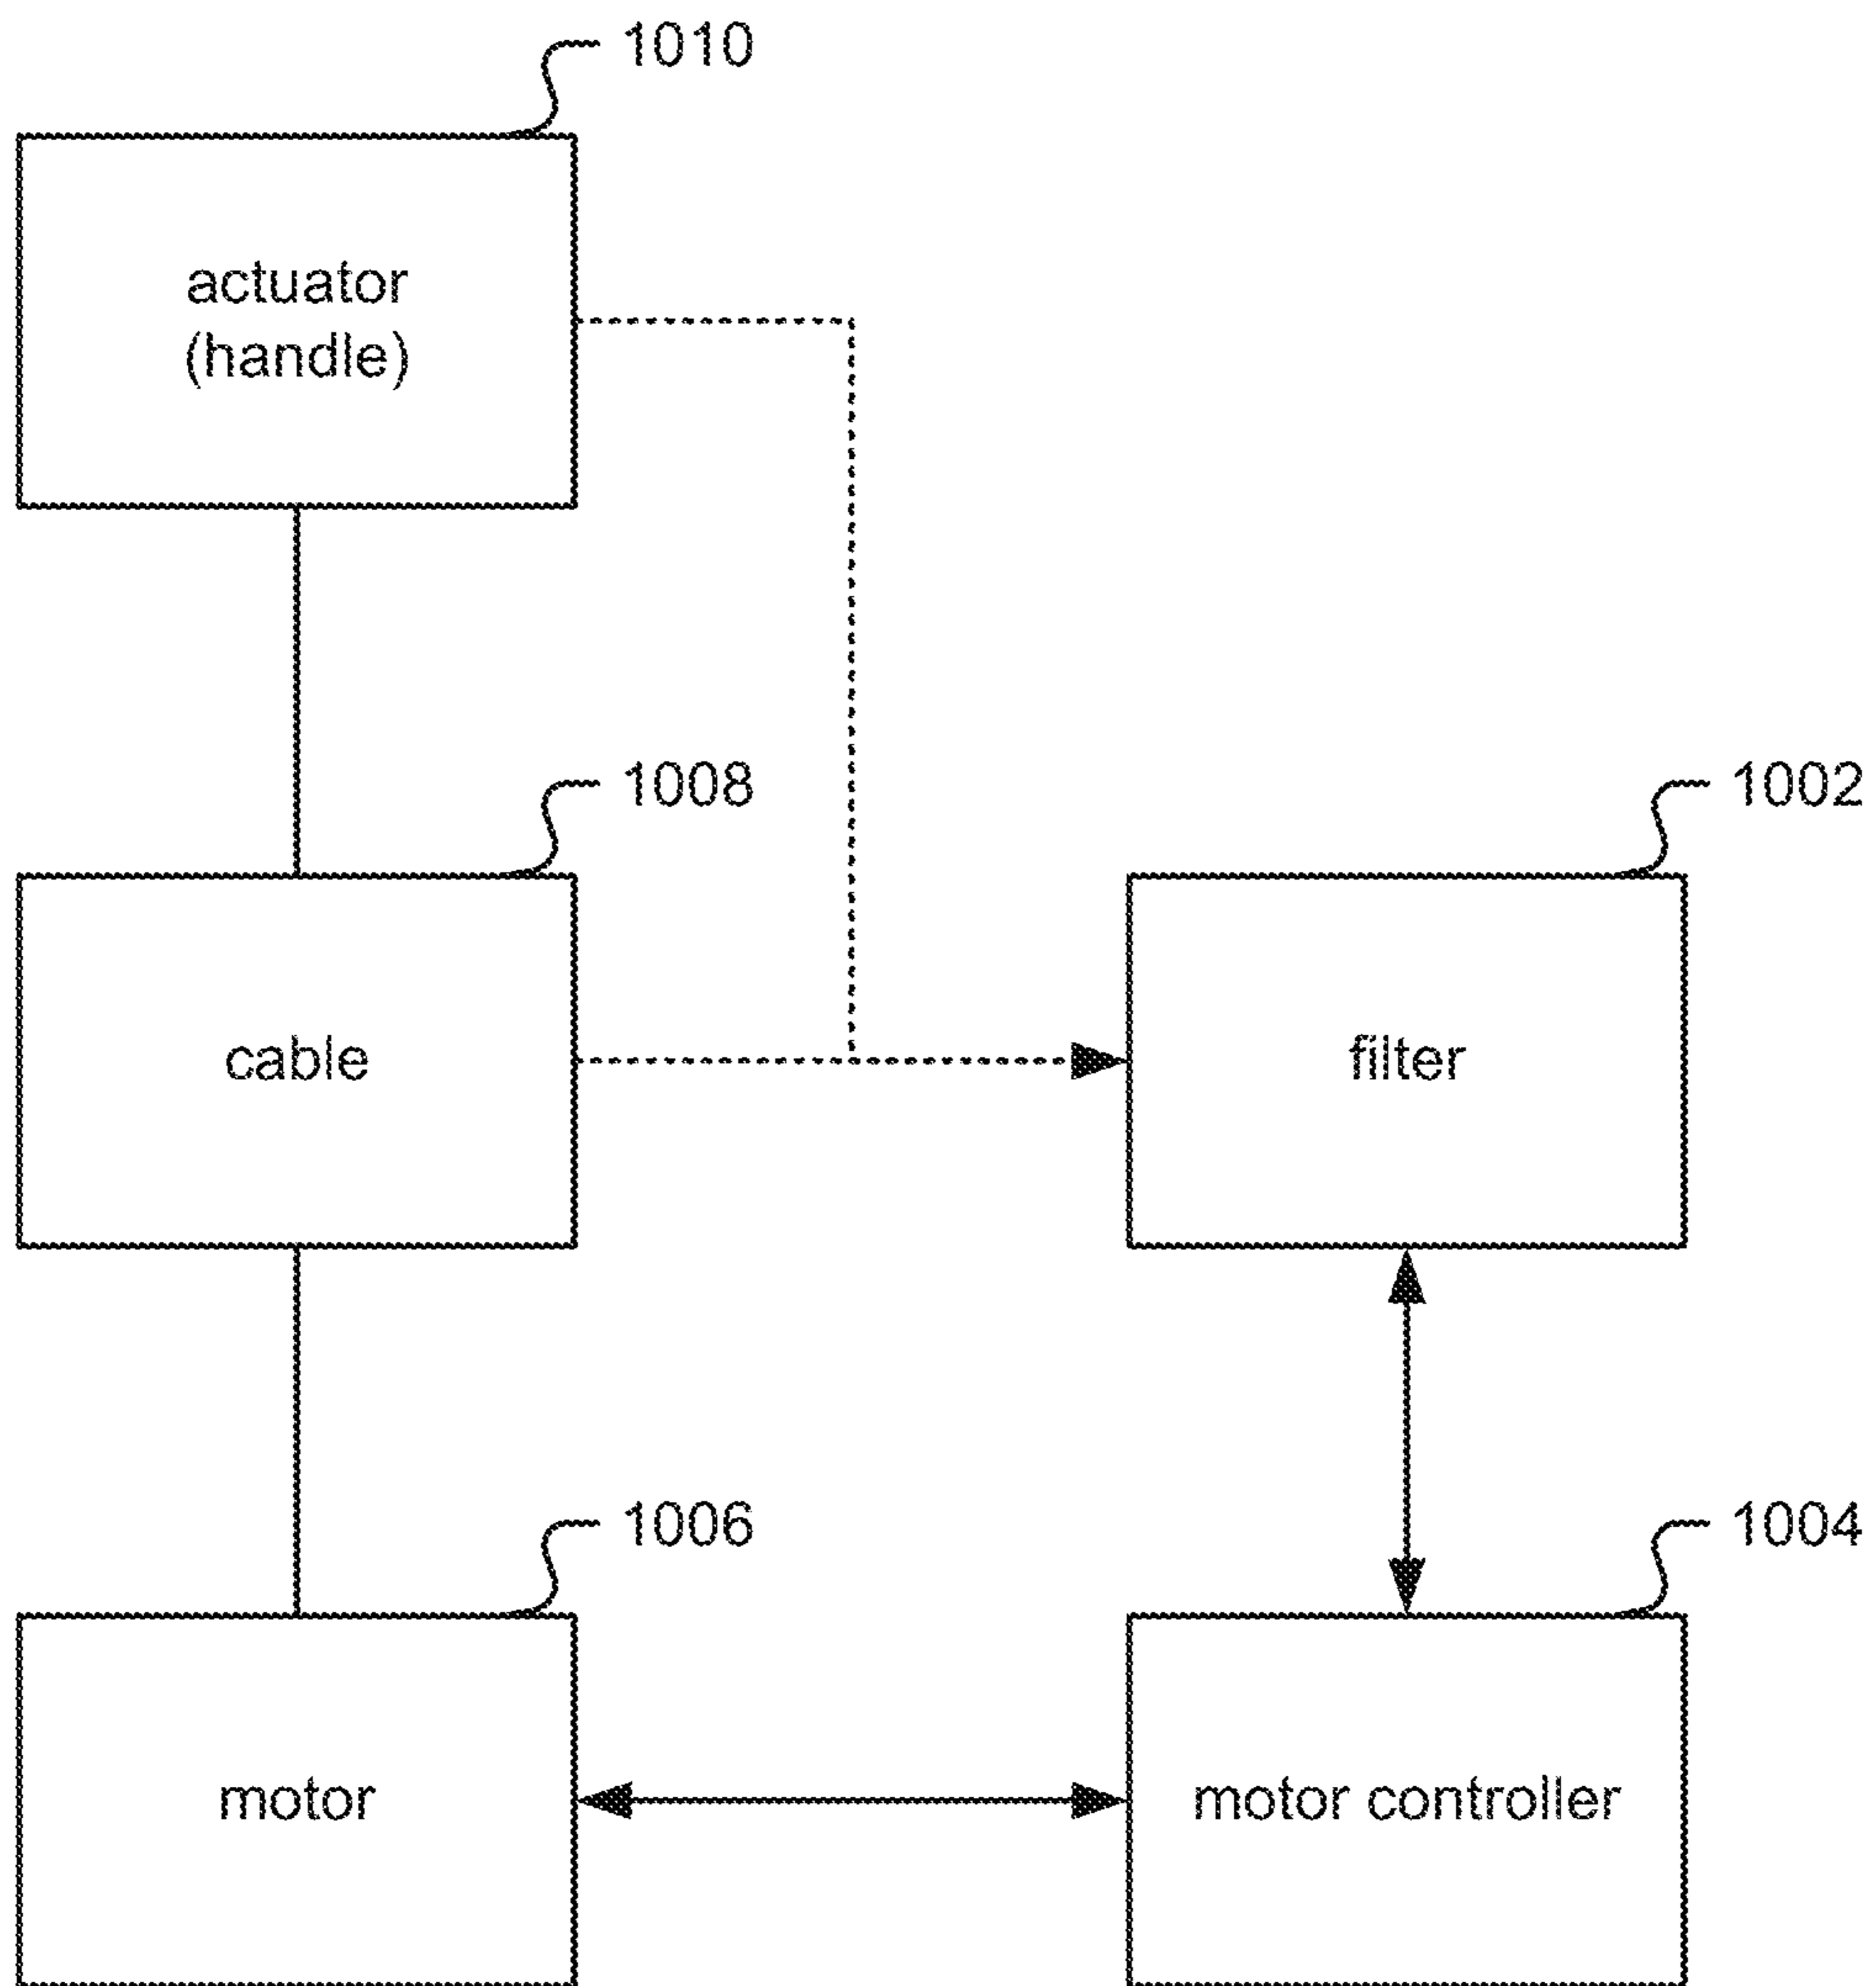 1010
actuator
(handle)
1008
1002
cable
filter
1006
1004
motor
motor controller